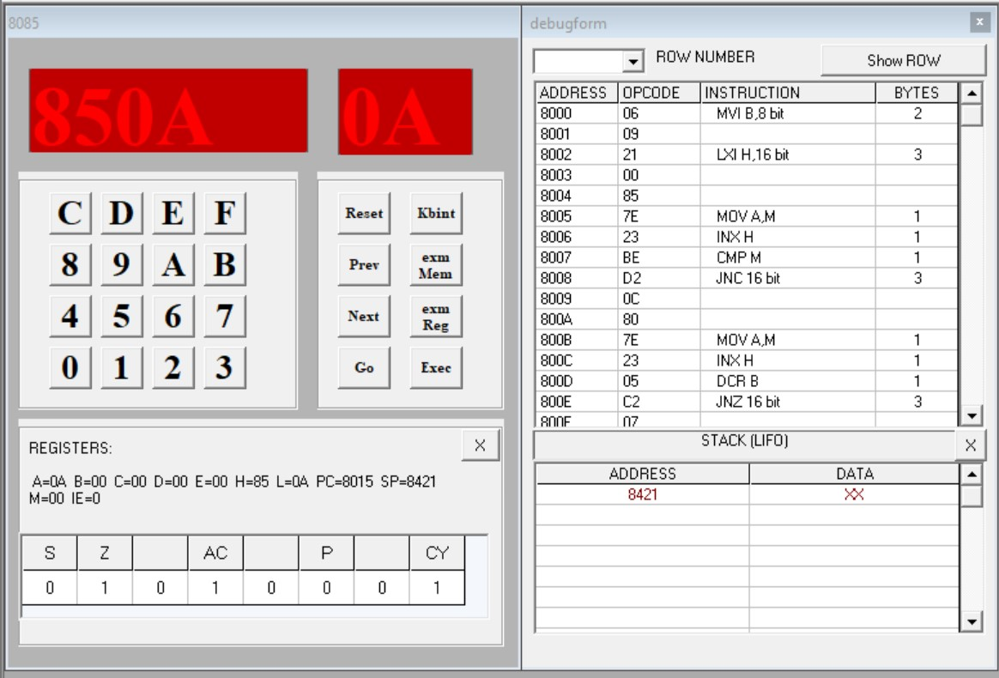 8085
850A 0A
C D E F
8 9 A B
4 5 6 7
0 1 2 3
Reset Kbint
Prev exm Mem
Next exm Reg
Go Exec
REGISTERS: X
A=0A B=00 C=00 D=00 E=00 H=85 L=0A PC=8015 SP=8421
M=00 IE=0
S Z AC P CY
0 1 0 1 0 0 0 1
debugform x
ROW NUMBER Show ROW
ADDRESS OPCODE INSTRUCTION BYTES
8000 06 MVI B,8 bit 2
8001 09
8002 21 LXI H,16 bit 3
8003 00
8004 85
8005 7E MOV A,M 1
8006 23 INX H 1
8007 BE CMP M 1
8008 D2 JNC 16 bit 3
8009 0C
800A 80
800B 7E MOV A,M 1
800C 23 INX H 1
800D 05 DCR B 1
800E C2 JNZ 16 bit 3
800F 07
STACK (LIFO) X
ADDRESS DATA
8421 XX